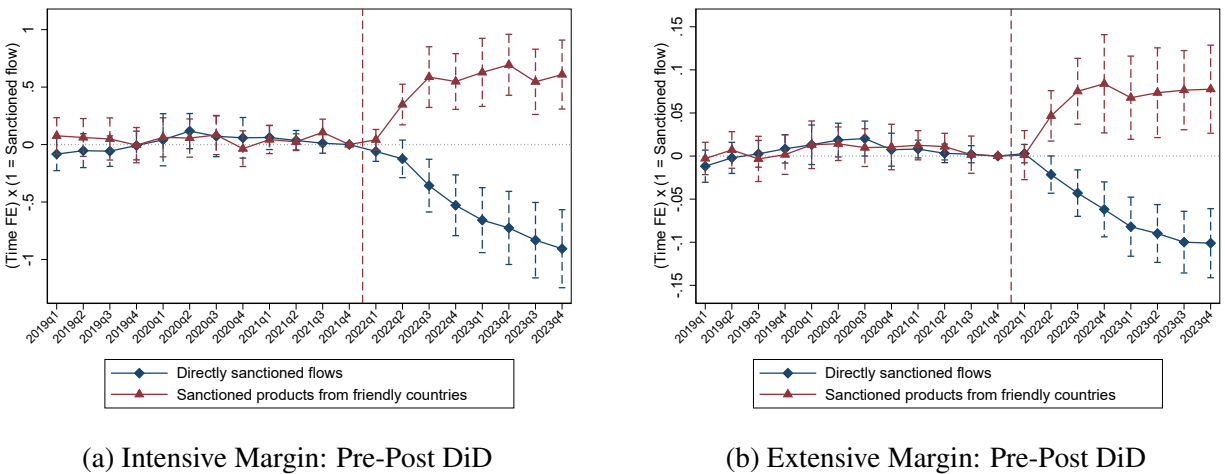 (Time FE) x (1 = Sanctioned flow)
1
.5
0
-.5
-1
2019q1 2019q2 2019q3 2019q4 2020q1 2020q2 2020q3 2020q4 2021q1 2021q2 2021q3 2021q4 2022q1 2022q2 2022q3 2022q4 2023q1 2023q2 2023q3 2023q4
Directly sanctioned flows
Sanctioned products from friendly countries
(a) Intensive Margin: Pre-Post DiD
(Time FE) x (1 = Sanctioned flow)
.15
.1
.05
0
-.05
-.1
-.15
2019q1 2019q2 2019q3 2019q4 2020q1 2020q2 2020q3 2020q4 2021q1 2021q2 2021q3 2021q4 2022q1 2022q2 2022q3 2022q4 2023q1 2023q2 2023q3 2023q4
Directly sanctioned flows
Sanctioned products from friendly countries
(b) Extensive Margin: Pre-Post DiD